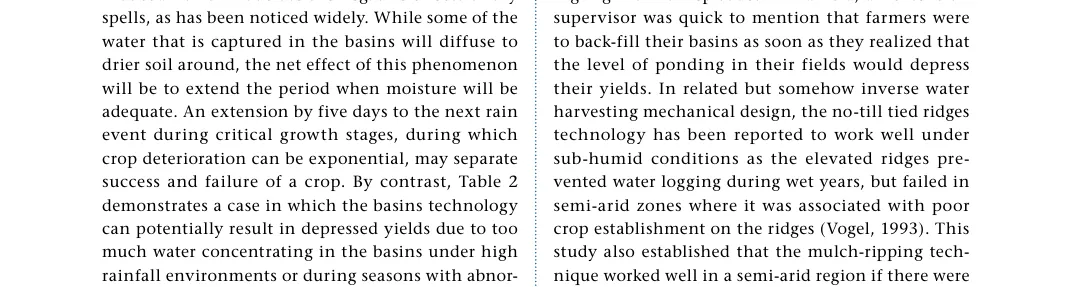 spells, as has been noticed widely. While some of the
water that is captured in the basins will diffuse to
drier soil around, the net effect of this phenomenon
will be to extend the period when moisture will be
adequate. An extension by five days to the next rain
event during critical growth stages, during which
crop deterioration can be exponential, may separate
success and failure of a crop. By contrast, Table 2
demonstrates a case in which the basins technology
can potentially result in depressed yields due to too
much water concentrating in the basins under high
rainfall environments or during seasons with abnor-
supervisor was quick to mention that farmers were
to back-fill their basins as soon as they realized that
the level of ponding in their fields would depress
their yields. In related but somehow inverse water
harvesting mechanical design, the no-till tied ridges
technology has been reported to work well under
sub-humid conditions as the elevated ridges pre-
vented water logging during wet years, but failed in
semi-arid zones where it was associated with poor
crop establishment on the ridges (Vogel, 1993). This
study also established that the mulch-ripping tech-
nique worked well in a semi-arid region if there were